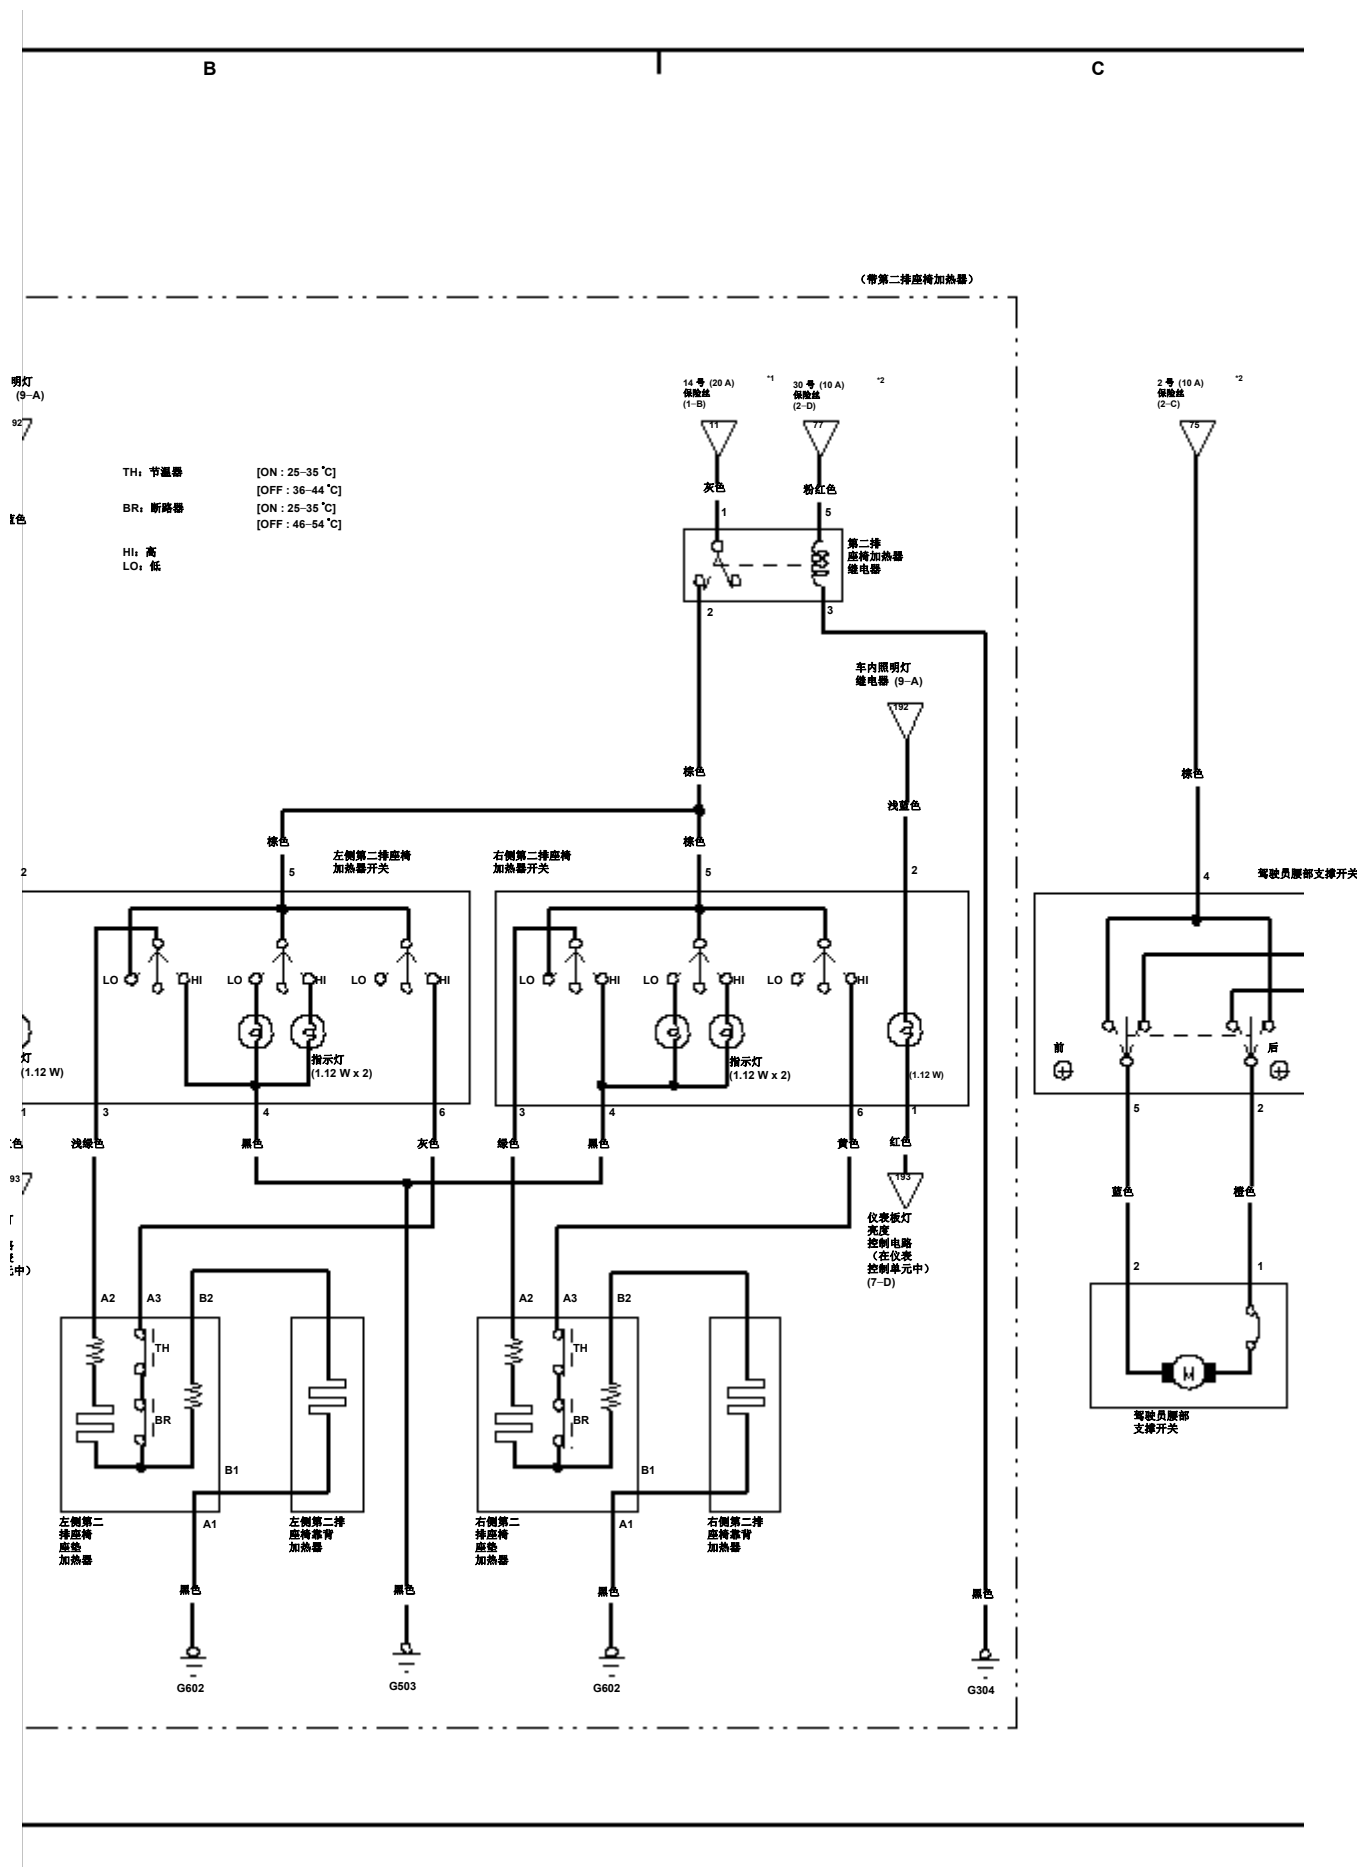 B
C
（带第二排座椅加热器）
明灯
(9–A)
92
14 号 (20 A)
保险丝
(1–B)
*1
30 号 (10 A)
保险丝
(2–D)
*2
2 号 (10 A)
保险丝
(2–C)
*2
11
77
75
TH：节温器
[ON : 25–35 ˚C]
[OFF : 36–44 ˚C]
BR：断路器
[ON : 25–35 ˚C]
[OFF : 46–54 ˚C]
HI：高
LO：低
色
灰色
粉红色
1
5
第二排
座椅加热器
继电器
2
3
车内照明灯
继电器 (9–A)
192
棕色
棕色
浅蓝色
棕色
棕色
左侧第二排座椅
加热器开关
右侧第二排座椅
加热器开关
2
5
5
2
4
驾驶员腰部支撑开关
LO
HI
LO
HI
LO
HI
LO
HI
LO
HI
LO
HI
灯
(1.12 W)
指示灯
(1.12 W x 2)
指示灯
(1.12 W x 2)
(1.12 W)
前
后
1
3
4
6
3
4
6
1
5
2
色
浅绿色
黑色
灰色
绿色
黑色
黄色
红色
93
193
蓝色
橙色
仪表板灯
亮度
控制电路
（在仪表
控制单元中）
(7–D)
元中）
2
1
A2
A3
B2
A2
A3
B2
TH
TH
BR
BR
驾驶员腰部
支撑开关
B1
B1
A1
A1
左侧第二
排座椅
座垫
加热器
左侧第二排
座椅靠背
加热器
右侧第二
排座椅
座垫
加热器
右侧第二排
座椅靠背
加热器
黑色
黑色
黑色
黑色
G602
G503
G602
G304
M